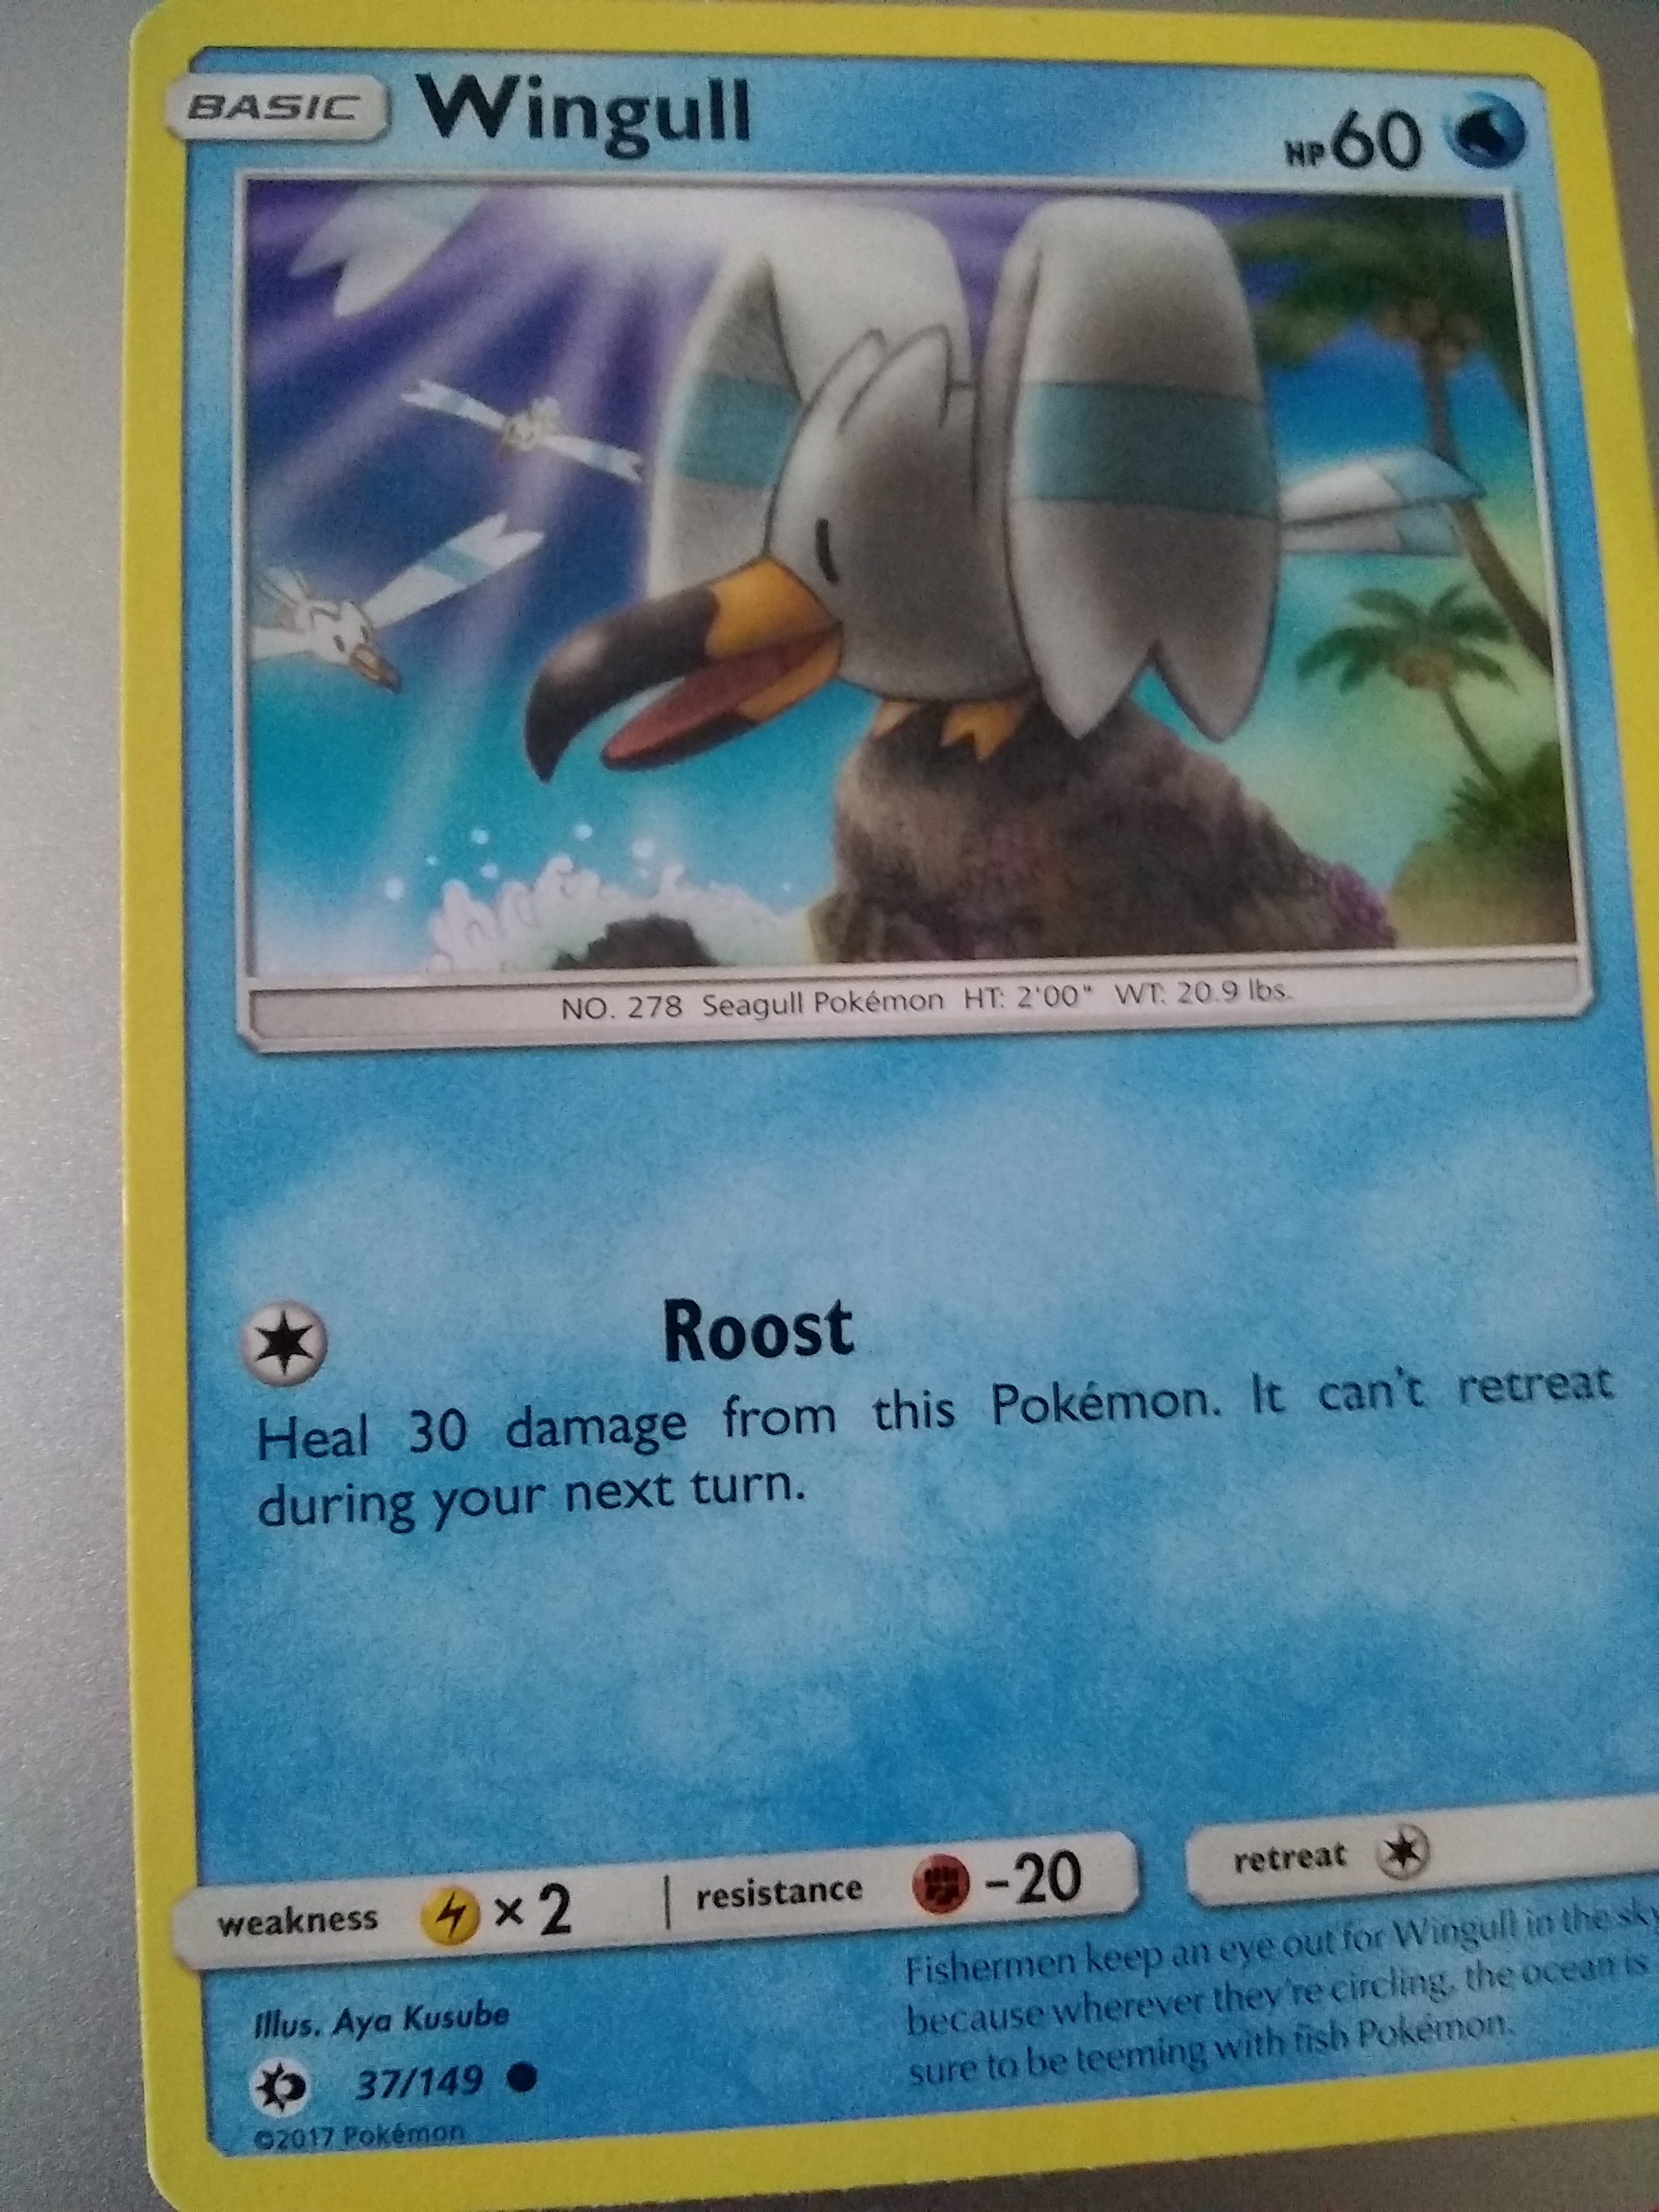 BASIC Wingull HP 60
NO. 278 Seagull Pokémon HT: 2'00" WT: 20.9 lbs.
Roost
Heal 30 damage from this Pokémon. It can't retreat
during your next turn.
weakness ×2 | resistance -20 retreat
Fishermen keep an eye out for Wingull in the sky
because wherever they're circling, the ocean is
sure to be teeming with fish Pokémon.
Illus. Aya Kusube
37/149
©2017 Pokémon